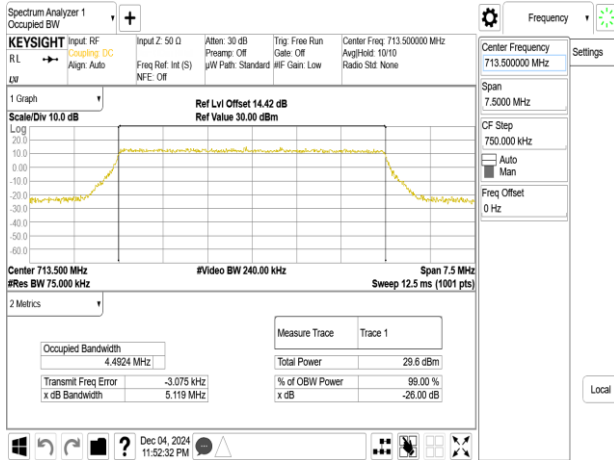 Spectrum Analyzer 1
Occupied BW
Frequency
KEYSIGHT
RL
LXI
Input: RF
Coupling: DC
Align: Auto
Input Z: 50 Ω
Freq Ref: Int (S)
NFE: Off
Atten: 30 dB
Preamp: Off
µW Path: Standard
Trig: Free Run
Gate: Off
#IF Gain: Low
Center Freq: 713.500000 MHz
Avg|Hold: 10/10
Radio Std: None
Center Frequency
713.500000 MHz
Settings
Span
7.5000 MHz
CF Step
750.000 kHz
Auto
Man
Freq Offset
0 Hz
Local
1 Graph
Scale/Div 10.0 dB
Ref Lvl Offset 14.42 dB
Ref Value 30.00 dBm
Log
20.0
10.0
0.00
-10.0
-20.0
-30.0
-40.0
-50.0
-60.0
Center 713.500 MHz
#Video BW 240.00 kHz
Span 7.5 MHz
#Res BW 75.000 kHz
Sweep 12.5 ms (1001 pts)
2 Metrics
Occupied Bandwidth
4.4924 MHz
Transmit Freq Error -3.075 kHz
x dB Bandwidth 5.119 MHz
Measure Trace Trace 1
Total Power 29.6 dBm
% of OBW Power 99.00 %
x dB -26.00 dB
?
Dec 04, 2024
11:52:32 PM